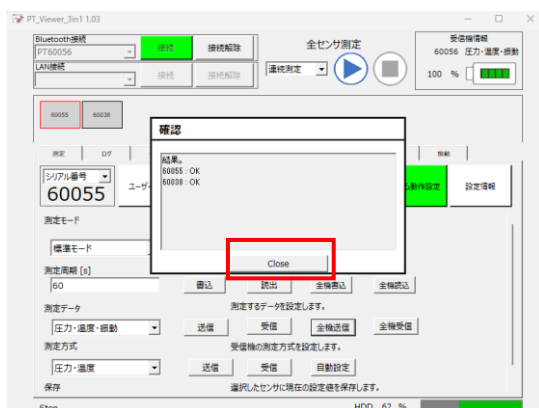 PT_Viewer_3in1 1.03
Bluetooth接続
PT60056
接続
接続解除
LAN接続
接続
接続解除
全センサ測定
連続測定
受信機情報
60056 圧力・温度・振動
100 %
60055 60038
測定 ログ 振動
シリアル番号
60055
ユーザー
ム動作設定
設定情報
確認
結果。
60055 : OK
60038 : OK
Close
測定モード
標準モード
測定周期 [s]
60
書込 読出 全機書込 全機読込
測定データ
測定するデータを設定します。
圧力・温度・振動
送信 受信 全機送信 全機受信
測定方式
受信機の測定方式を設定します。
圧力・温度
送信 受信 自動設定
保存
選択したセンサに現在の設定値を保存します。
Stop
HDD 62 %